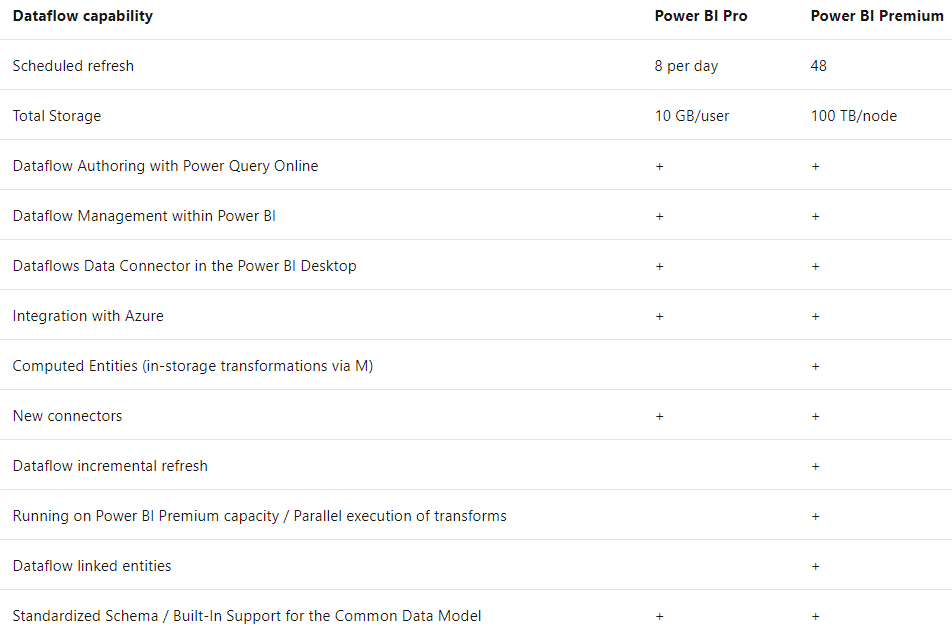 Dataflow capability Power BI Pro Power BI Premium
Scheduled refresh 8 per day 48
Total Storage 10 GB/user 100 TB/node
Dataflow Authoring with Power Query Online + +
Dataflow Management within Power BI + +
Dataflows Data Connector in the Power BI Desktop + +
Integration with Azure + +
Computed Entities (in-storage transformations via M) +
New connectors + +
Dataflow incremental refresh +
Running on Power BI Premium capacity / Parallel execution of transforms +
Dataflow linked entities +
Standardized Schema / Built-In Support for the Common Data Model + +